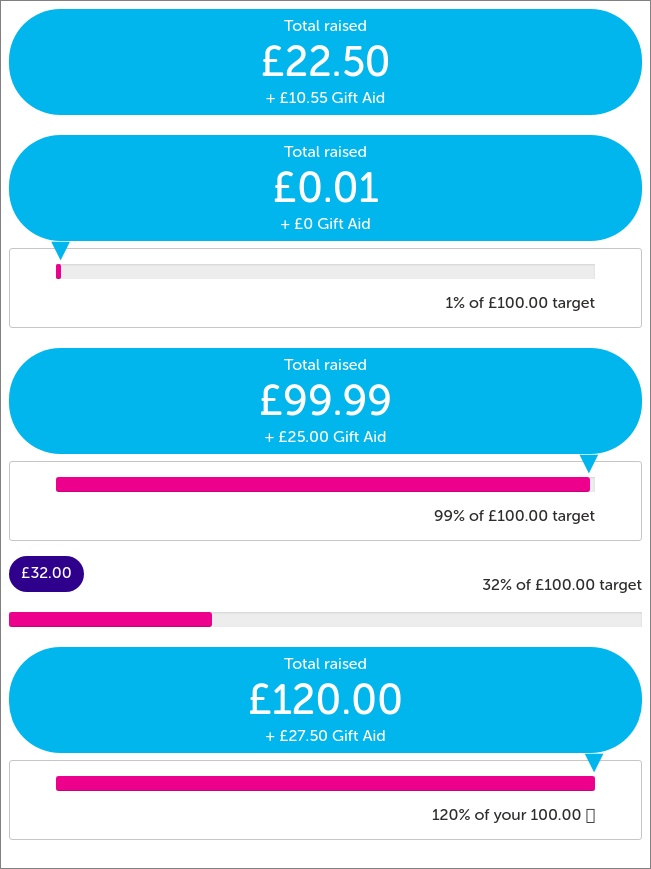 Total raised
£22.50
+ £10.55 Gift Aid
Total raised
£0.01
+ £0 Gift Aid
1% of £100.00 target
Total raised
£99.99
+ £25.00 Gift Aid
99% of £100.00 target
£32.00
32% of £100.00 target
Total raised
£120.00
+ £27.50 Gift Aid
120% of your 100.00